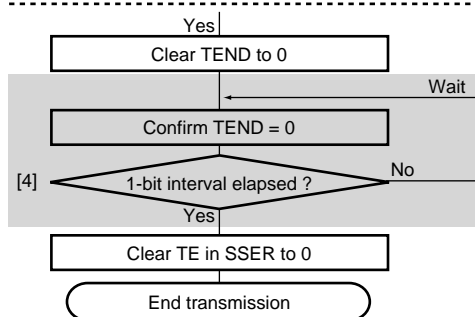 Yes
Clear TEND to 0
Wait
Confirm TEND = 0
[4]
1-bit interval elapsed ?
No
Yes
Clear TE in SSER to 0
End transmission